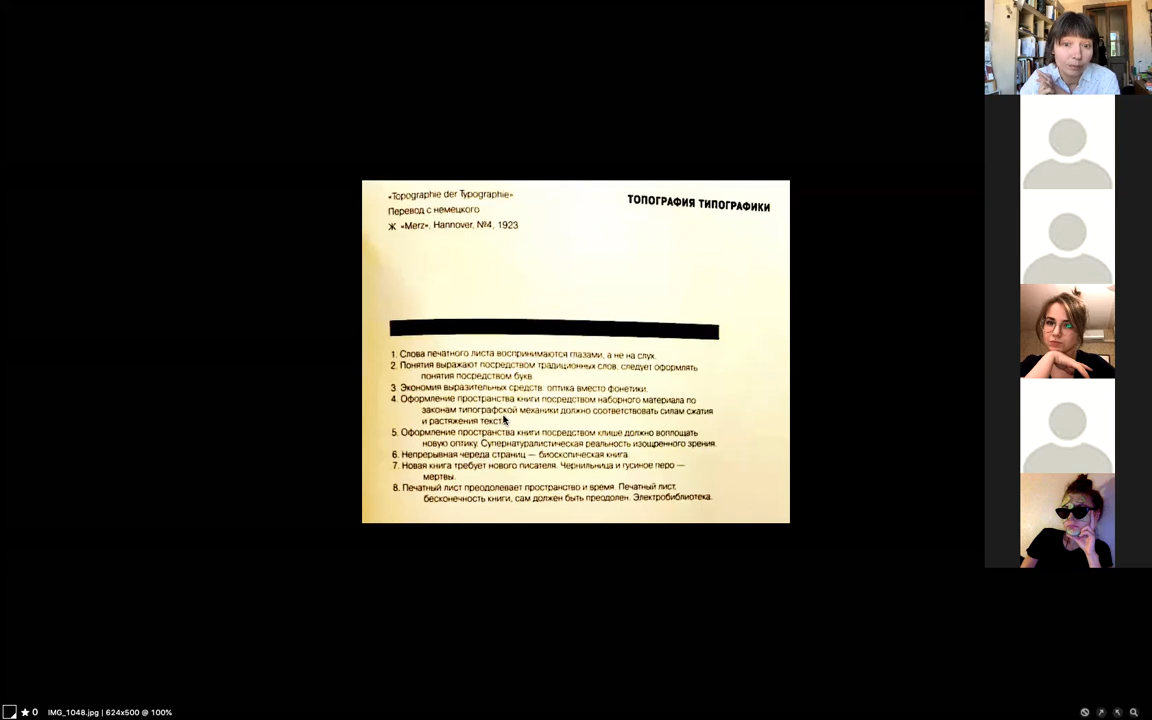 «Topographie der Typographie»
Перевод с немецкого
Ж «Merz», Hannover, №4, 1923
ТОПОГРАФИЯ ТИПОГРАФИКИ
1. Слова печатного листа воспринимаются глазами, а не на слух.
2. Понятия выражают посредством традиционных слов, следует оформлять
понятия посредством букв.
3. Экономия выразительных средств: оптика вместо фонетики.
4. Оформление пространства книги посредством наборного материала по
законам типографской механики должно соответствовать силам сжатия
и растяжения текста
5. Оформление пространства книги посредством клише должно воплощать
новую оптику. Супернатуралистическая реальность изощренного зрения.
6. Непрерывная череда страниц — биоскопическая книга.
7. Новая книга требует нового писателя. Чернильница и гусиное перо —
мертвы.
8. Печатный лист преодолевает пространство и время. Печатный лист,
бесконечность книги, сам должен быть преодолен. Электробиблиотека.
0 IMG_1048.jpg | 624x500 @ 100%